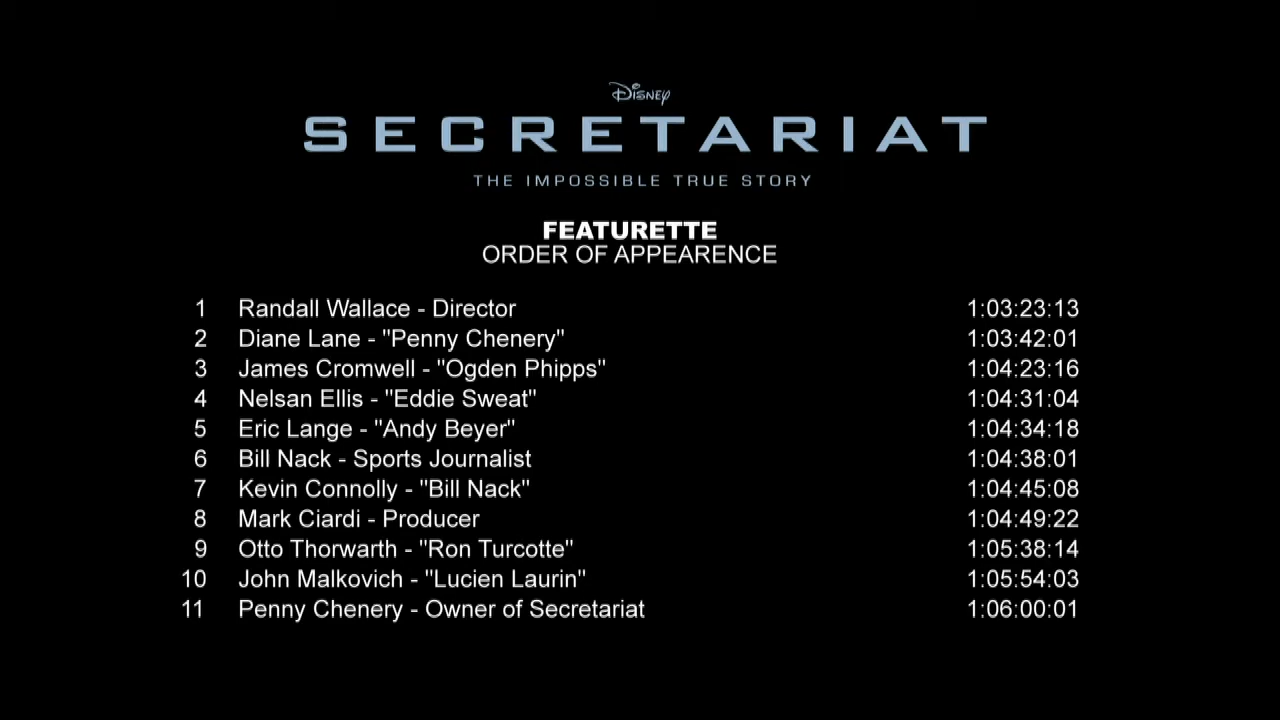 DISNEY
SECRETARIAT
THE IMPOSSIBLE TRUE STORY
FEATURETTE
ORDER OF APPEARENCE
1 Randall Wallace - Director 1:03:23:13
2 Diane Lane - "Penny Chenery" 1:03:42:01
3 James Cromwell - "Ogden Phipps" 1:04:23:16
4 Nelsan Ellis - "Eddie Sweat" 1:04:31:04
5 Eric Lange - "Andy Beyer" 1:04:34:18
6 Bill Nack - Sports Journalist 1:04:38:01
7 Kevin Connolly - "Bill Nack" 1:04:45:08
8 Mark Ciardi - Producer 1:04:49:22
9 Otto Thorwarth - "Ron Turcotte" 1:05:38:14
10 John Malkovich - "Lucien Laurin" 1:05:54:03
11 Penny Chenery - Owner of Secretariat 1:06:00:01